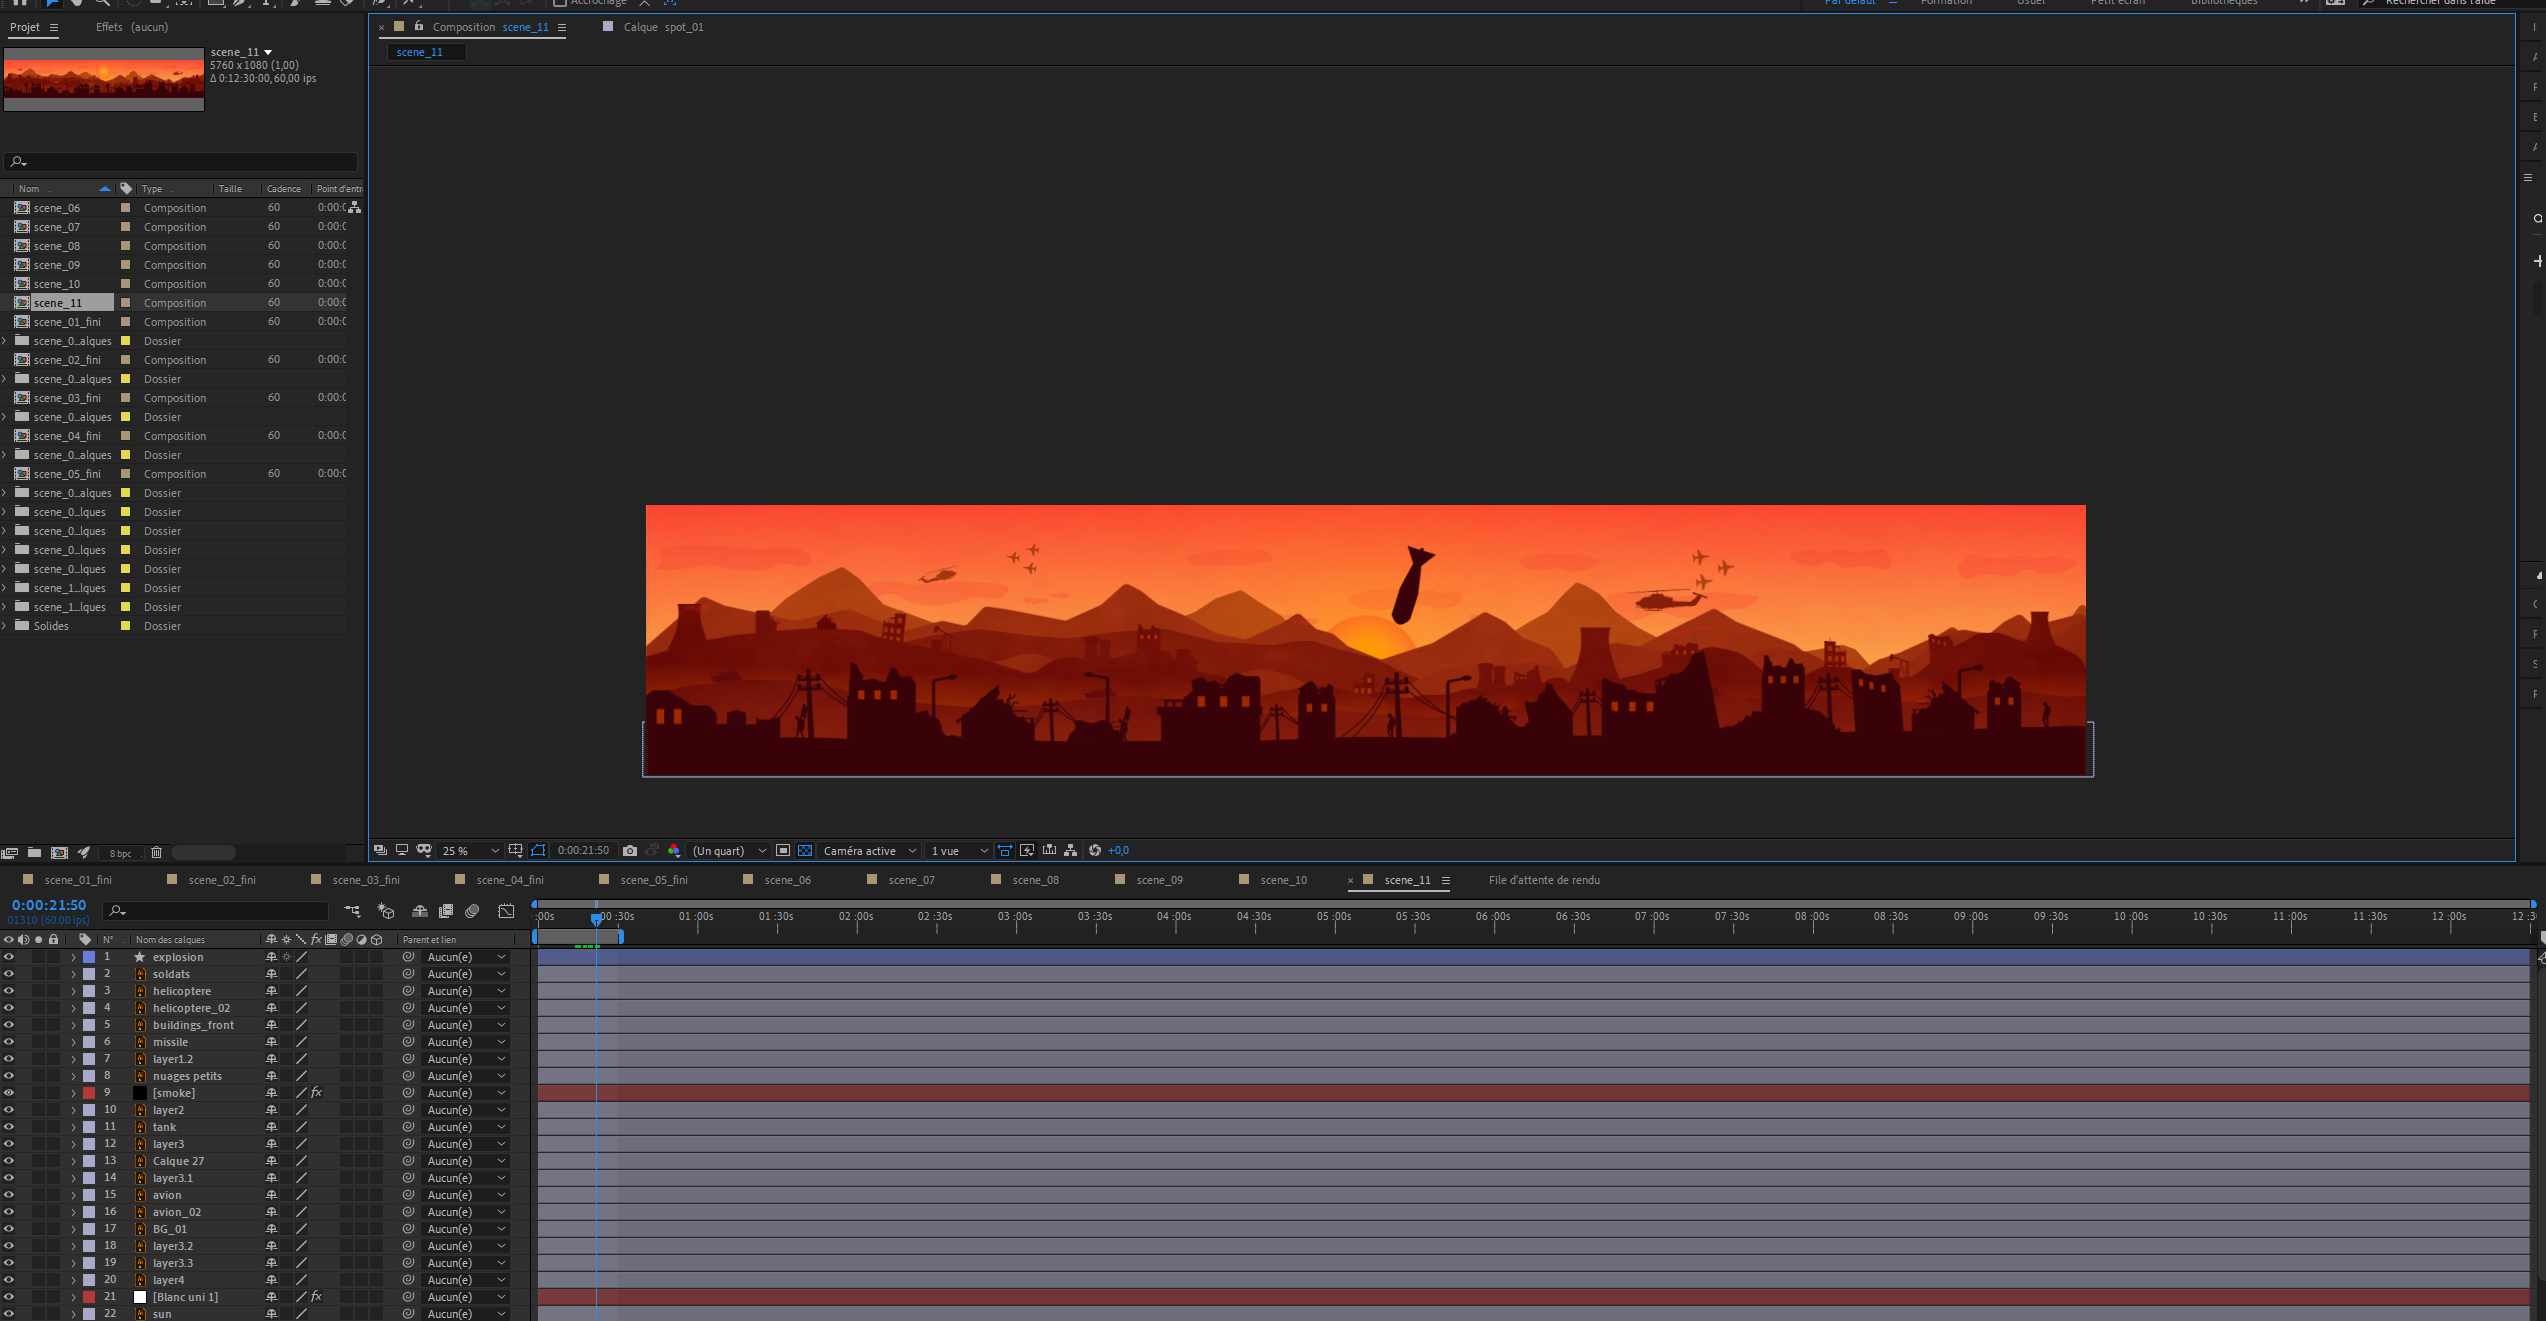 Accrochage
Par défaut
Formation
Usuel
Petit écran
Bibliothèques
Rechercher dans l'aide
Projet
Effets (aucun)
Composition scene_11
Calque spot_01
scene_11
scene_11
5760 x 1080 (1,00)
Δ 0:12:30:00, 60,00 ips
Nom
Type
Taille
Cadence
Point d'entr
scene_06 Composition 60 0:00:0
scene_07 Composition 60 0:00:0
scene_08 Composition 60 0:00:0
scene_09 Composition 60 0:00:0
scene_10 Composition 60 0:00:0
scene_11 Composition 60 0:00:0
scene_01_fini Composition 60 0:00:0
scene_0...alques Dossier
scene_02_fini Composition 60 0:00:0
scene_0...alques Dossier
scene_03_fini Composition 60 0:00:0
scene_0...alques Dossier
scene_04_fini Composition 60 0:00:0
scene_0...alques Dossier
scene_05_fini Composition 60 0:00:0
scene_0...alques Dossier
scene_0...lques Dossier
scene_0...lques Dossier
scene_0...lques Dossier
scene_0...lques Dossier
scene_1...lques Dossier
scene_1...lques Dossier
Solides Dossier
8 bpc
25 %
0:00:21:50
(Un quart)
Caméra active
1 vue
+0,0
scene_01_fini scene_02_fini scene_03_fini scene_04_fini scene_05_fini scene_06 scene_07 scene_08 scene_09 scene_10 scene_11 File d'attente de rendu
0:00:21:50
01310 (60.00 ips)
:00s 00:30s 01:00s 01:30s 02:00s 02:30s 03:00s 03:30s 04:00s 04:30s 05:00s 05:30s 06:00s 06:30s 07:00s 07:30s 08:00s 08:30s 09:00s 09:30s 10:00s 10:30s 11:00s 11:30s 12:00s 12:3
N° Nom des calques fx Parent et lien
1 explosion Aucun(e)
2 soldats Aucun(e)
3 helicoptere Aucun(e)
4 helicoptere_02 Aucun(e)
5 buildings_front Aucun(e)
6 missile Aucun(e)
7 layer1.2 Aucun(e)
8 nuages petits Aucun(e)
9 [smoke] fx Aucun(e)
10 layer2 Aucun(e)
11 tank Aucun(e)
12 layer3 Aucun(e)
13 Calque 27 Aucun(e)
14 layer3.1 Aucun(e)
15 avion Aucun(e)
16 avion_02 Aucun(e)
17 BG_01 Aucun(e)
18 layer3.2 Aucun(e)
19 layer3.3 Aucun(e)
20 layer4 Aucun(e)
21 [Blanc uni 1] fx Aucun(e)
22 sun Aucun(e)